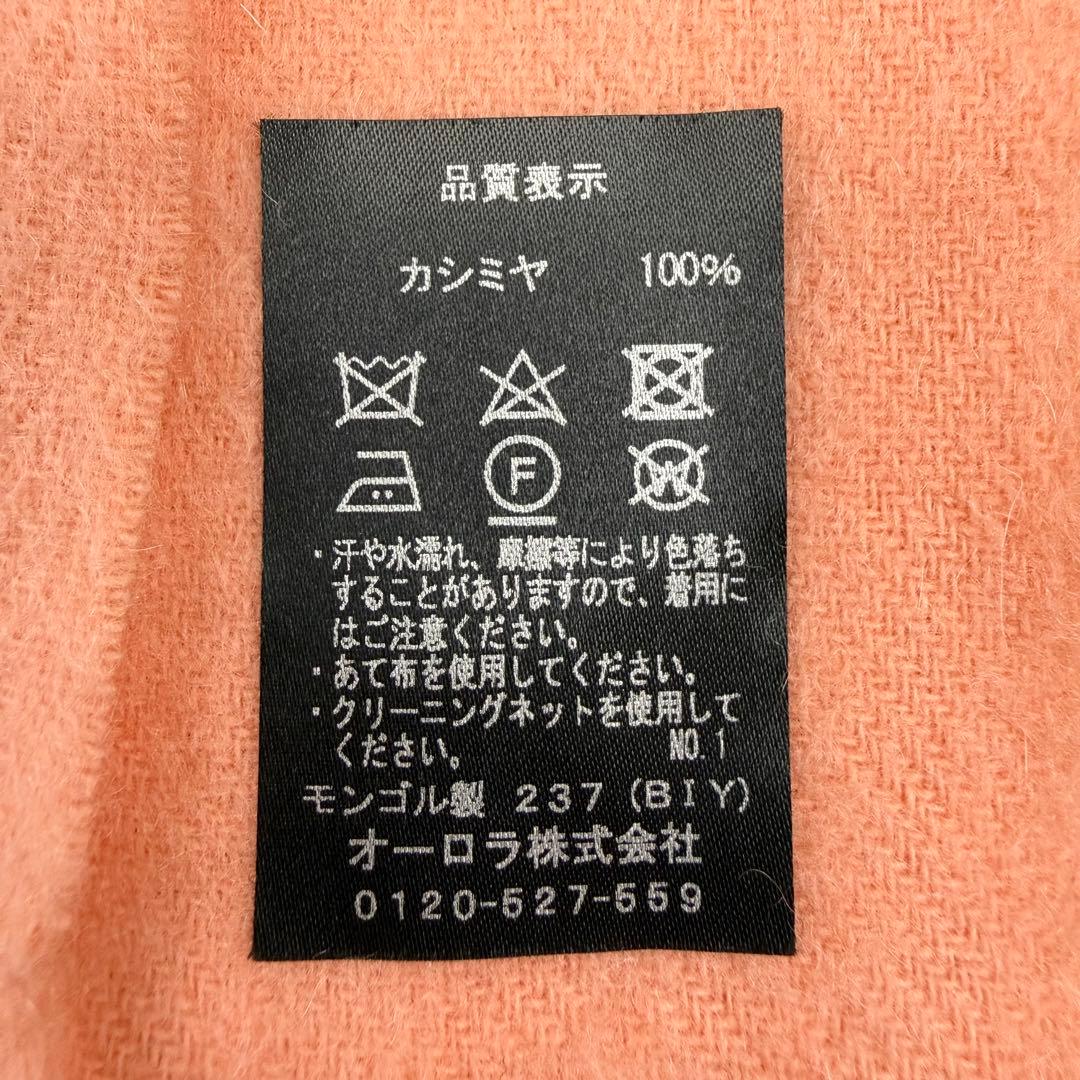 品質表示
カシミヤ 100%
F
W
・汗や水濡れ、摩擦等により色落ち
することがありますので、着用に
はご注意ください。
・あて布を使用してください。
・クリーニングネットを使用して
ください。 NO.1
モンゴル製 237 (BIY)
オーロラ株式会社
0120-527-559